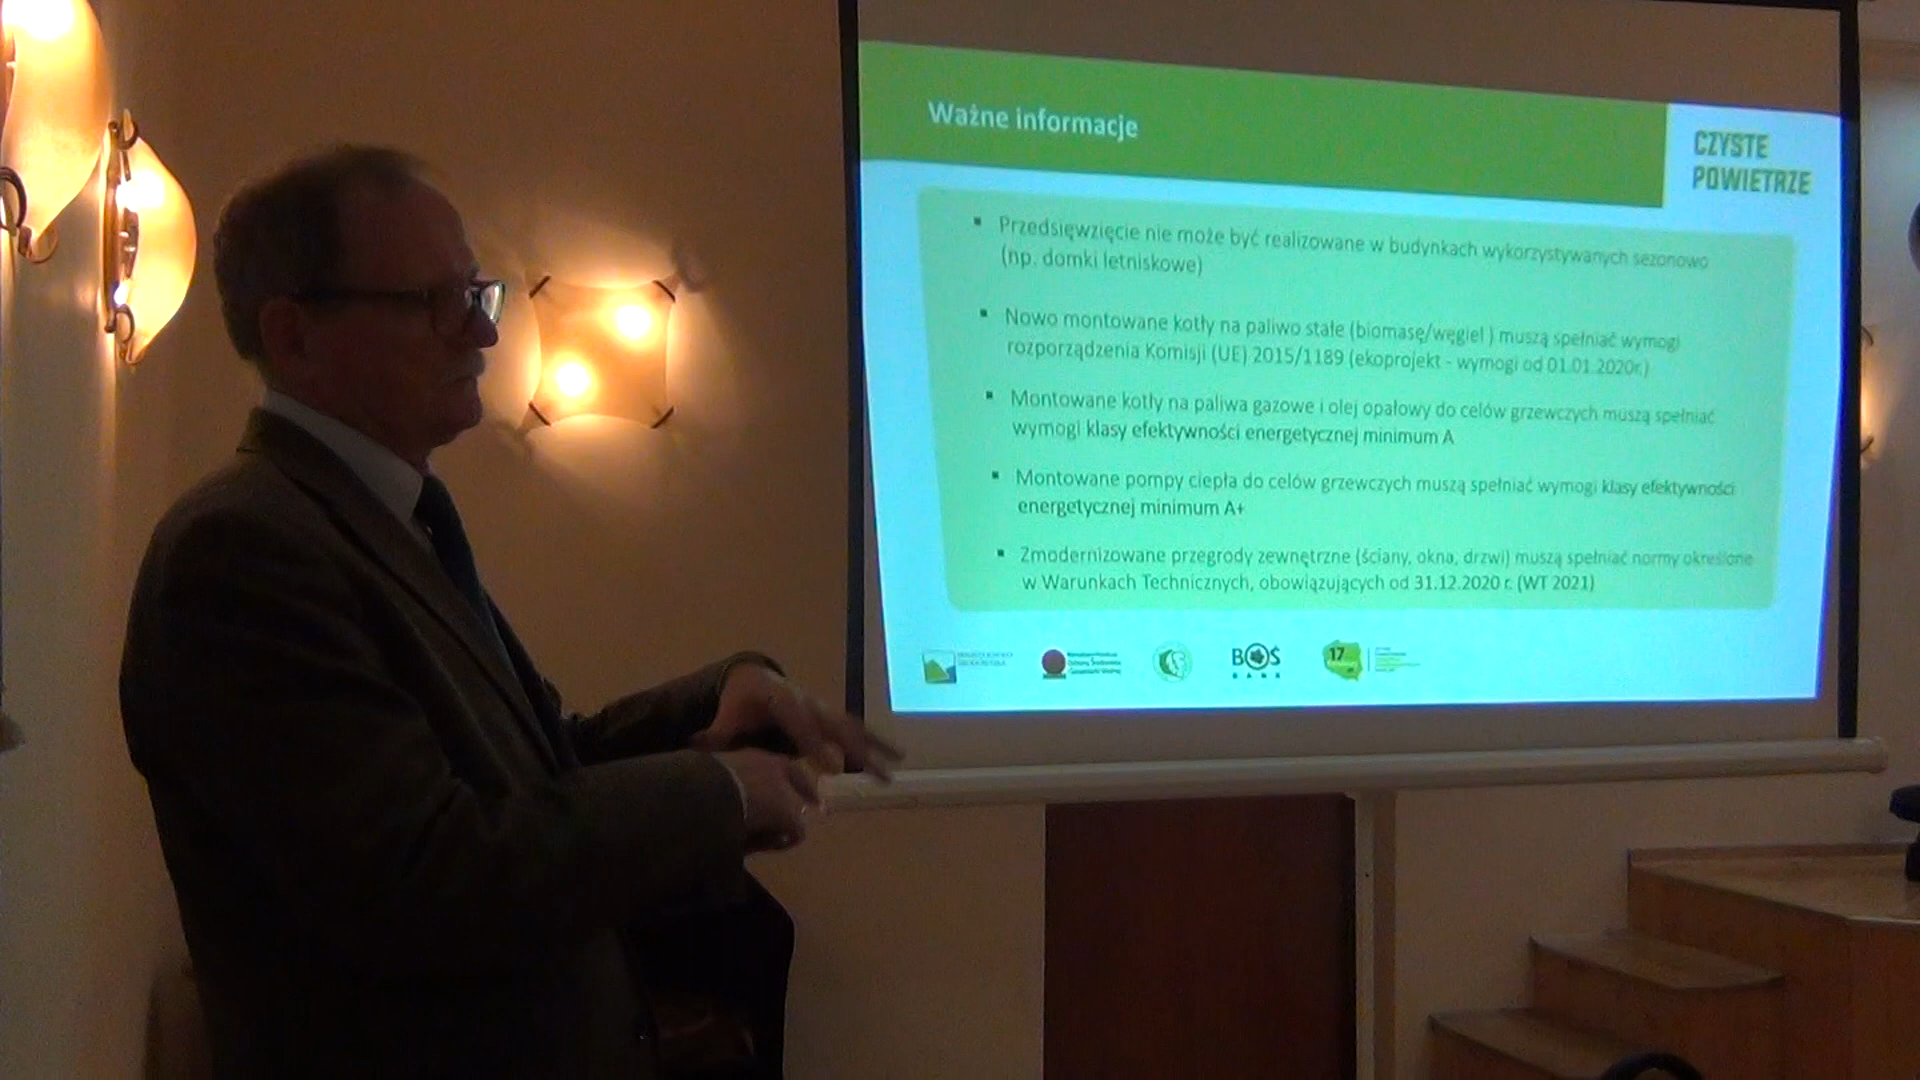 Ważne informacje
CZYSTE
POWIETRZE
▪ Przedsięwzięcie nie może być realizowane w budynkach wykorzystywanych sezonowo
(np. domki letniskowe)
▪ Nowo montowane kotły na paliwo stałe (biomasę/węgiel ) muszą spełniać wymogi
rozporządzenia Komisji (UE) 2015/1189 (ekoprojekt - wymogi od 01.01.2020r.)
▪ Montowane kotły na paliwa gazowe i olej opałowy do celów grzewczych muszą spełniać
wymogi klasy efektywności energetycznej minimum A
▪ Montowane pompy ciepła do celów grzewczych muszą spełniać wymogi klasy efektywności
energetycznej minimum A+
▪ Zmodernizowane przegrody zewnętrzne (ściany, okna, drzwi) muszą spełniać normy określone
w Warunkach Technicznych, obowiązujących od 31.12.2020 r. (WT 2021)
BOŚ
BANK
17